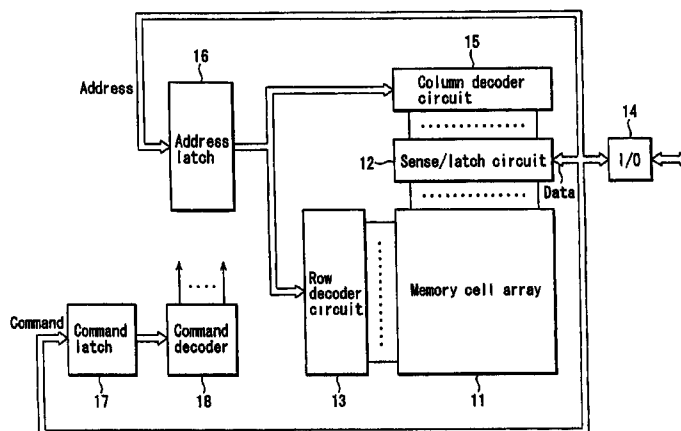 16
15
Address
Column decoder
circuit
Address
latch
14
12
Sense/latch circuit
I/O
Data
Row
decoder
circuit
Memory cell array
Command
Command
latch
Command
decoder
17
18
13
11